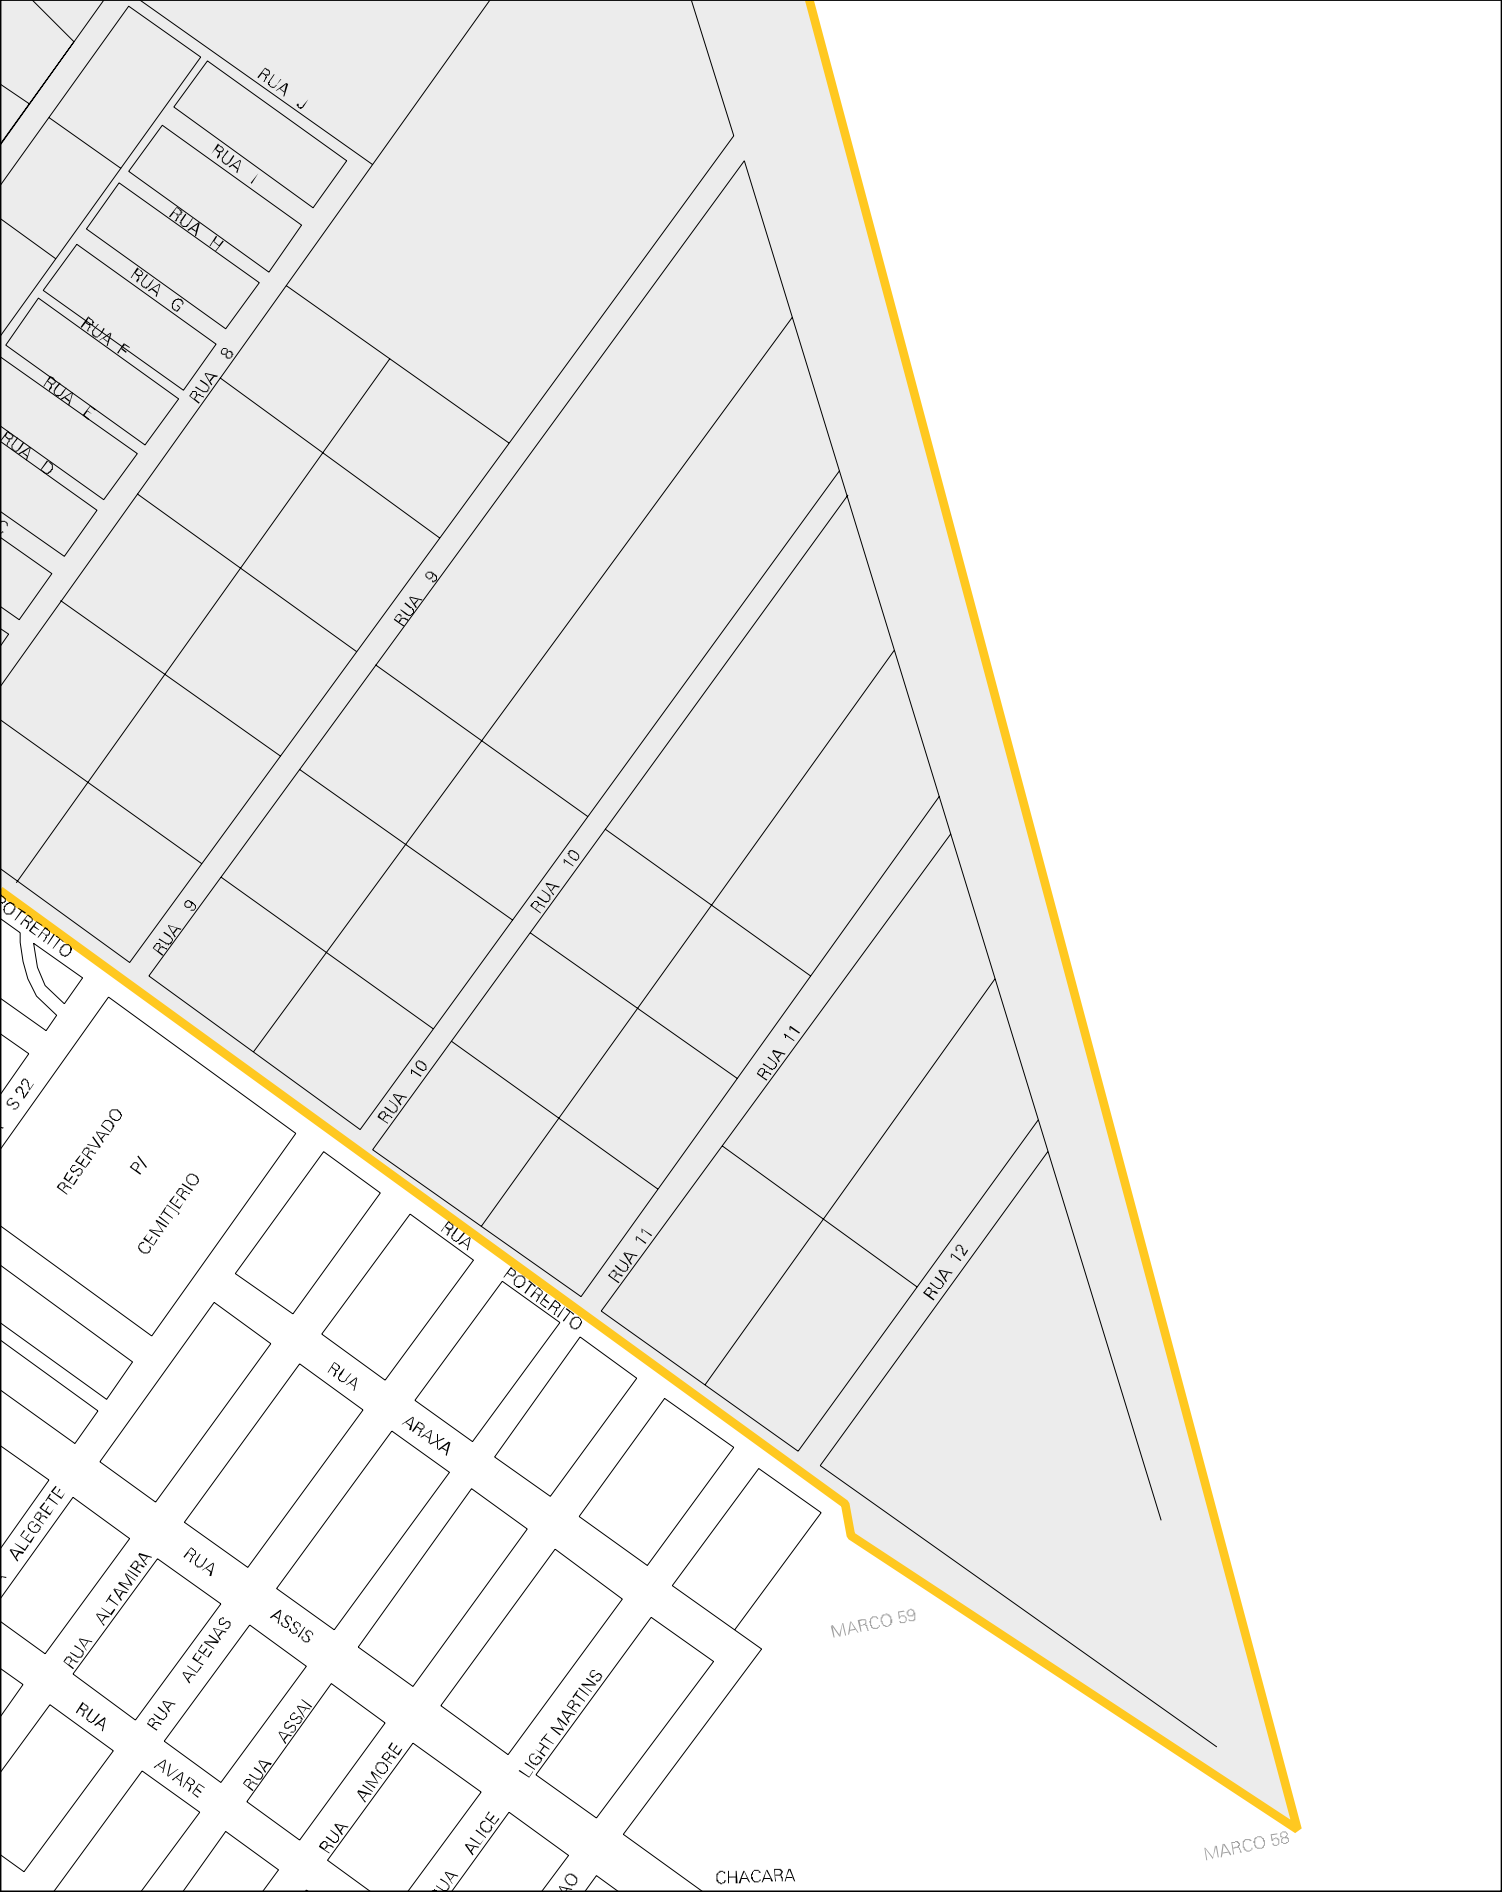 RUA J
RUA I
RUA H
RUA G
RUA F
RUA E
RUA D
C
RUA 8
RUA 9
RUA 10
RUA 9
POTRERITO
RUA 11
RUA 10
S 22
RESERVADO
P/
CEMITJERIO
RUA 11
RUA 12
RUA
POTRERITO
RUA
ARAXA
ALEGRETE
RUA
ASSIS
RUA ALTAMIRA
RUA ALFENAS
MARCO 59
RUA
AVARE
RUA ASSAI
RUA AIMORE
LIGHT MARTINS
ALICE
MARCO 58
CHACARA